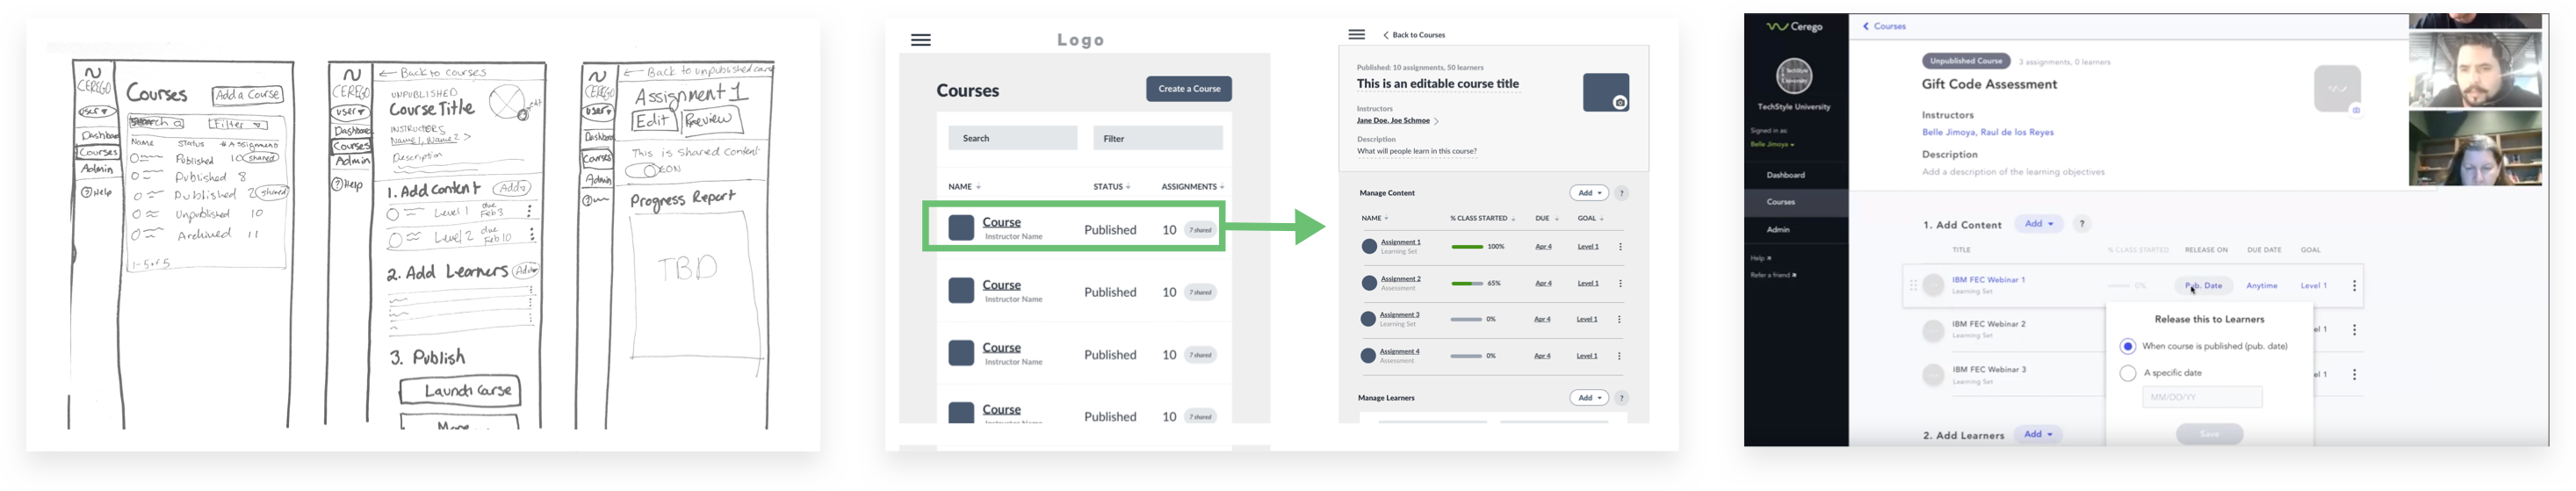 CEREGO
User
Dashboa
Courses
Admin
Help
Courses
Add a Course
Search
Filter
Name Status # Assignment
Published 10 shared
Published 8
Published 2 shared
Unpublished 10
Archived 11
1-5 of 5
CEREGO
User
Dashboa
Courses
Admin
Help
← Back to courses
UNPUBLISHED
Course Title
edit
INSTRUCTORS
Name 1, Name 2 >
Description
1. Add Content Add
Level 1 due Feb 3
Level 2 due Feb 10
2. Add Learners Add
3. Publish
Launch Course
CEREGO
User
Dashboa
Courses
Admin
← Back to unpublished course
Assignment 1
Edit Preview
This is shared content
ON
Progress Report
TBD
Logo
Courses
Create a Course
Search Filter
NAME STATUS ASSIGNMENTS
Course Published 10 7 shared
Instructor Name
Course Published 10 7 shared
Instructor Name
Course Published 10 7 shared
Instructor Name
Course Published 10 7 shared
Back to Courses
Published: 10 assignments, 50 learners
This is an editable course title
Instructors
Jane Doe, Joe Schmoe
Description
What will people learn in this course?
Manage Content Add ?
NAME % CLASS STARTED DUE GOAL
Assignment 1 100% Apr 4 Level 1
Learning Set
Assignment 2 65% Apr 4 Level 1
Assessment
Assignment 3 0% Apr 4 Level 1
Learning Set
Assignment 4 0% Apr 4 Level 1
Assessment
Manage Learners Add ?
Cerego
TechStyle University
Signed in as:
Belle Jimoya
Dashboard
Courses
Admin
Help
Refer a friend
Courses
Unpublished Course 3 assignments, 0 learners
Gift Code Assessment
Instructors
Belle Jimoya, Raul de los Reyes
Description
Add a description of the learning objectives
1. Add Content Add ?
TITLE % CLASS STARTED RELEASE ON DUE DATE GOAL
IBM FEC Webinar 1 0% Pub. Date Anytime Level 1
Learning Set
IBM FEC Webinar 2 el 1
Learning Set
IBM FEC Webinar 3 el 1
Learning Set
Release this to Learners
When course is published (pub. date)
A specific date
MM/DD/YY
Save
2. Add Learners Add